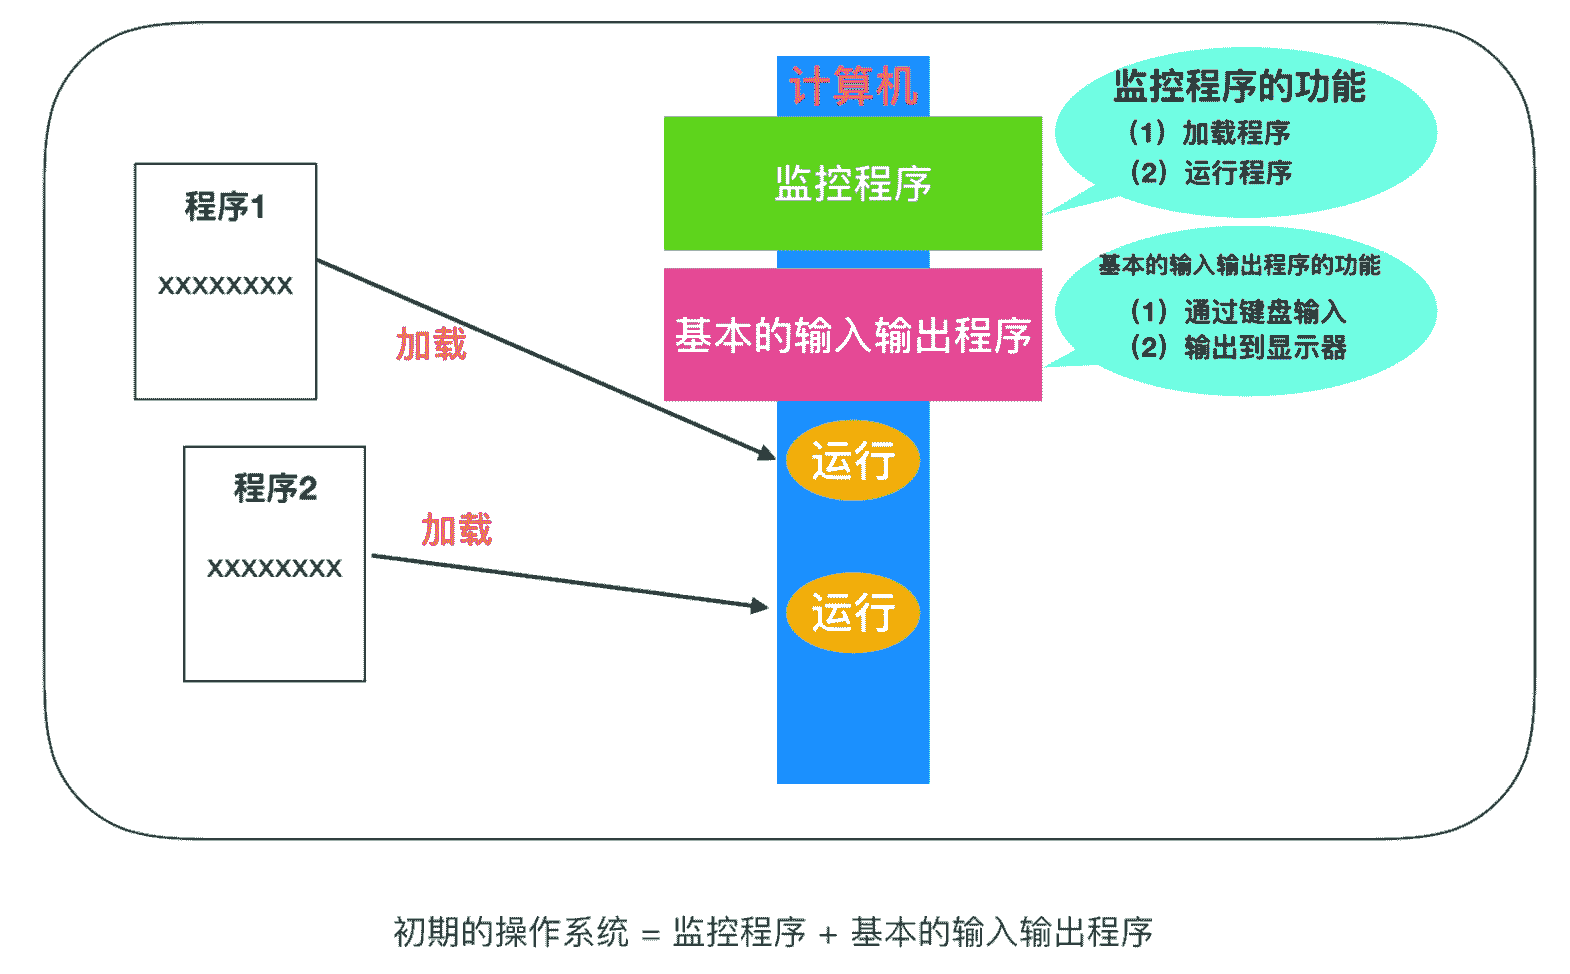 计算机
监控程序的功能
（1）加载程序
（2）运行程序
监控程序
程序1
XXXXXXXX
基本的输入输出程序的功能
（1）通过键盘输入
（2）输出到显示器
基本的输入输出程序
加载
运行
程序2
XXXXXXXX
加载
运行
初期的操作系统 = 监控程序 + 基本的输入输出程序